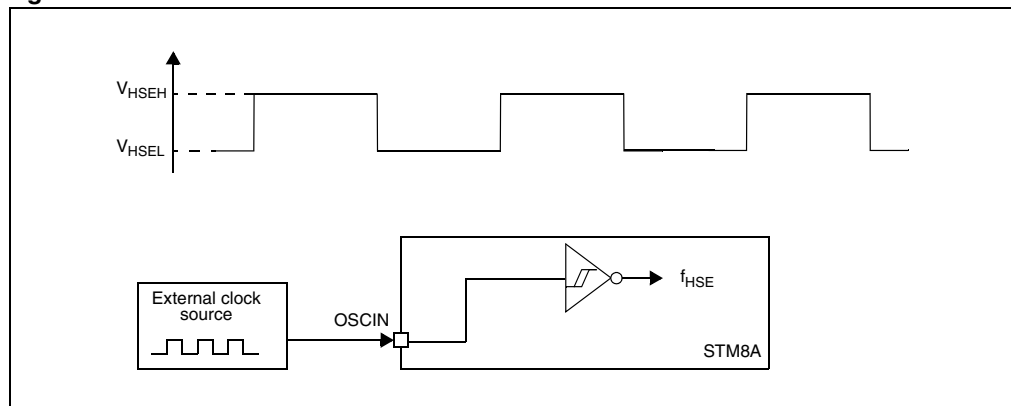 V_HSEH
V_HSEL
External clock
source
OSCIN
f_HSE
STM8A